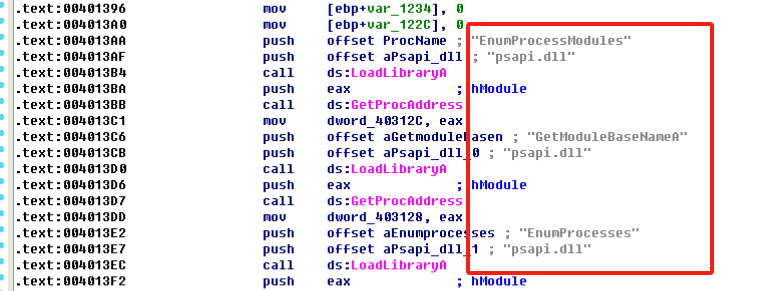 .text:00401396 mov [ebp+var_1234], 0
.text:004013A0 mov [ebp+var_122C], 0
.text:004013AA push offset ProcName ; "EnumProcessModules"
.text:004013AF push offset aPsapi_dll ; "psapi.dll"
.text:004013B4 call ds:LoadLibraryA
.text:004013BA push eax ; hModule
.text:004013BB call ds:GetProcAddress
.text:004013C1 mov dword_40312C, eax
.text:004013C6 push offset aGetmodulebasen ; "GetModuleBaseNameA"
.text:004013CB push offset aPsapi_dll_0 ; "psapi.dll"
.text:004013D0 call ds:LoadLibraryA
.text:004013D6 push eax ; hModule
.text:004013D7 call ds:GetProcAddress
.text:004013DD mov dword_403128, eax
.text:004013E2 push offset aEnumprocesses ; "EnumProcesses"
.text:004013E7 push offset aPsapi_dll_1 ; "psapi.dll"
.text:004013EC call ds:LoadLibraryA
.text:004013F2 push eax ; hModule